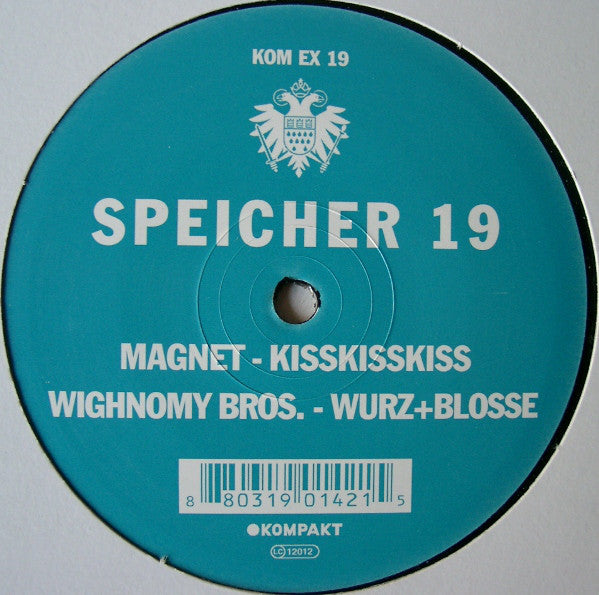 KOM EX 19
SPEICHER 19
MAGNET - KISSKISSKISS
WIGHNOMY BROS. - WURZ+BLOSSE
8 80319 01421 5
KOMPAKT
LC 12012